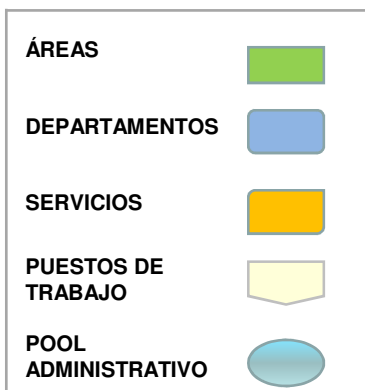 ÁREAS
DEPARTAMENTOS
SERVICIOS
PUESTOS DE
TRABAJO
POOL
ADMINISTRATIVO